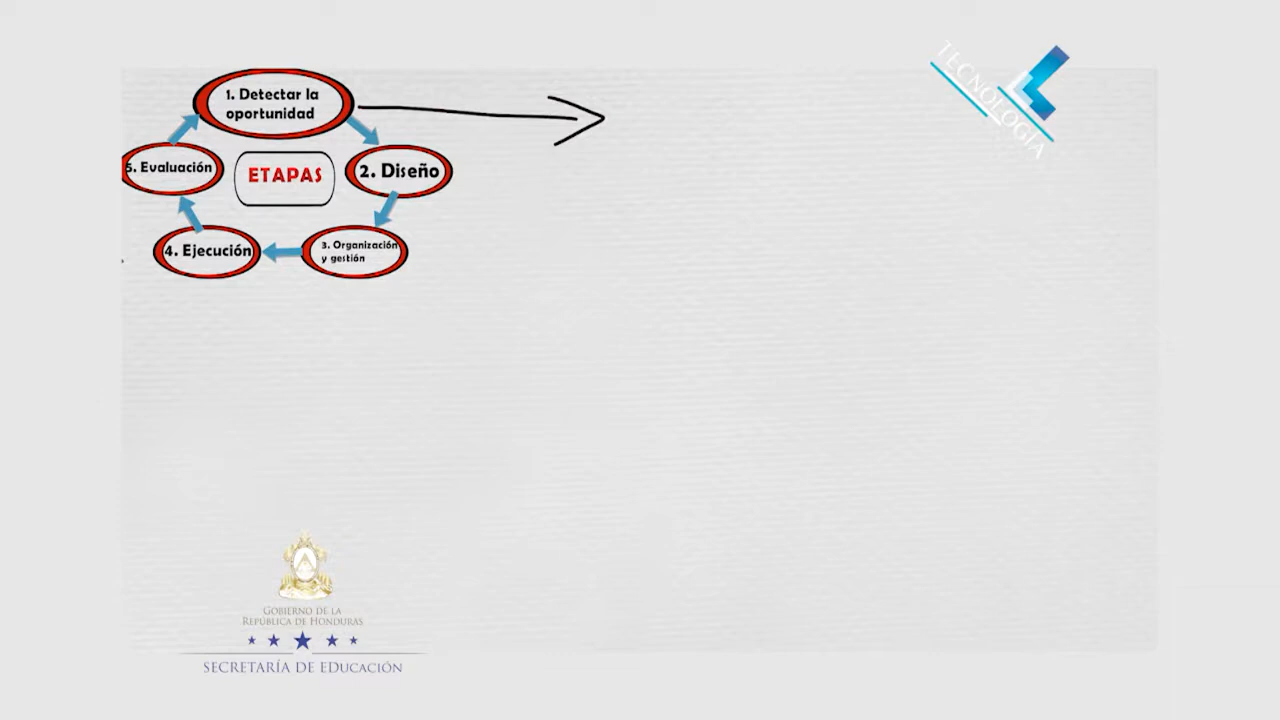 1. Detectar la
oportunidad
5. Evaluación
ETAPAS
2. Diseño
4. Ejecución
3. Organización
y gestión
TECNOLOGÍA
GOBIERNO DE LA
REPÚBLICA DE HONDURAS
SECRETARÍA DE EDUCACIÓN